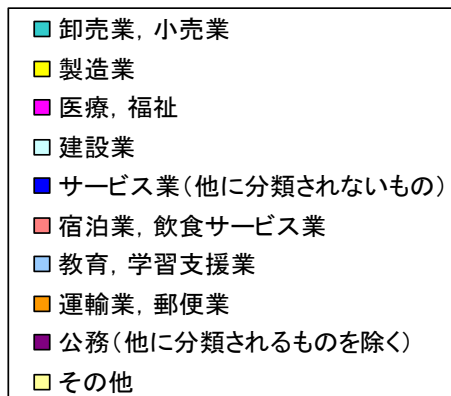 卸売業，小売業
製造業
医療，福祉
建設業
サービス業（他に分類されないもの）
宿泊業，飲食サービス業
教育，学習支援業
運輸業，郵便業
公務（他に分類されるものを除く）
その他